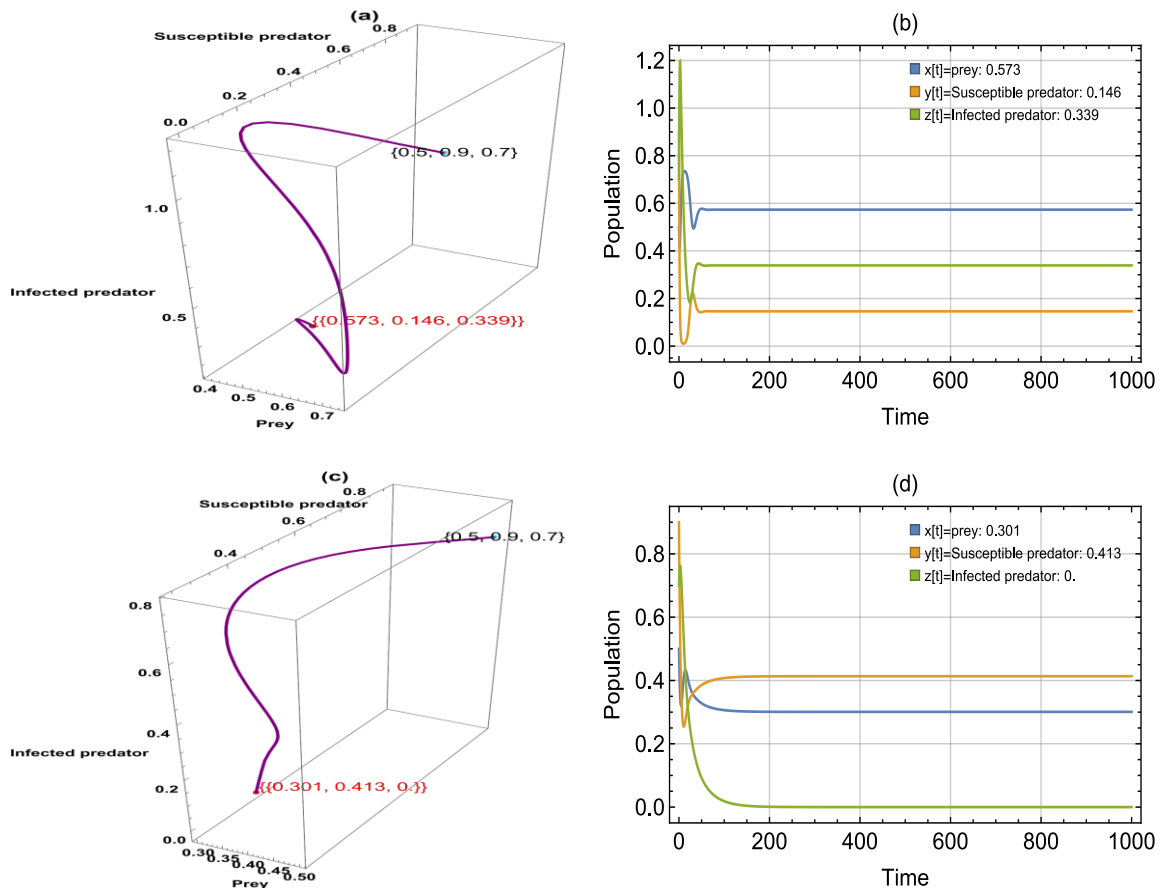 (a)
Susceptible predator
0.8
0.6
0.4
0.2
0.0
{0.5, 0.9, 0.7}
1.0
Infected predator
0.5
{{0.573, 0.146, 0.339}}
0.4
0.5
0.6
0.7
Prey
(b)
x[t]=prey: 0.573
y[t]=Susceptible predator: 0.146
z[t]=Infected predator: 0.339
Population
1.2
1.0
0.8
0.6
0.4
0.2
0.0
0 200 400 600 800 1000
Time
(c)
Susceptible predator
0.8
0.6
0.4
{0.5, 0.9, 0.7}
0.8
0.6
0.4
Infected predator
0.2
{{0.301, 0.413, 0.}}
0.0
0.30
0.35
0.40
0.45
0.50
Prey
(d)
x[t]=prey: 0.301
y[t]=Susceptible predator: 0.413
z[t]=Infected predator: 0.
Population
0.8
0.6
0.4
0.2
0.0
0 200 400 600 800 1000
Time